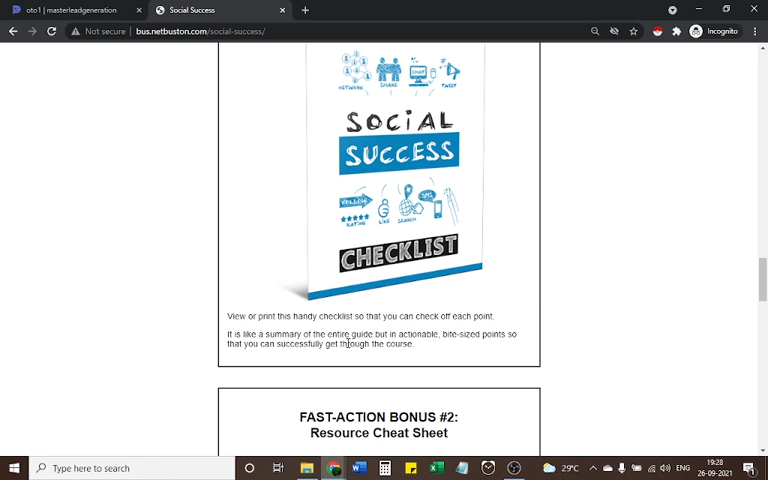 oto1 | masterleadgeneration
Social Success
Not secure | bus.netbuston.com/social-success/
Incognito
NETWORK SHARE CHAT TWEET
SOCIAL
SUCCESS
FOLLOW
SMS
RATING LIKE SEARCH
CHECKLIST
View or print this handy checklist so that you can check off each point.
It is like a summary of the entire guide but in actionable, bite-sized points so
that you can successfully get through the course.
FAST-ACTION BONUS #2:
Resource Cheat Sheet
Type here to search
29°C
ENG
19:28
26-09-2021
1